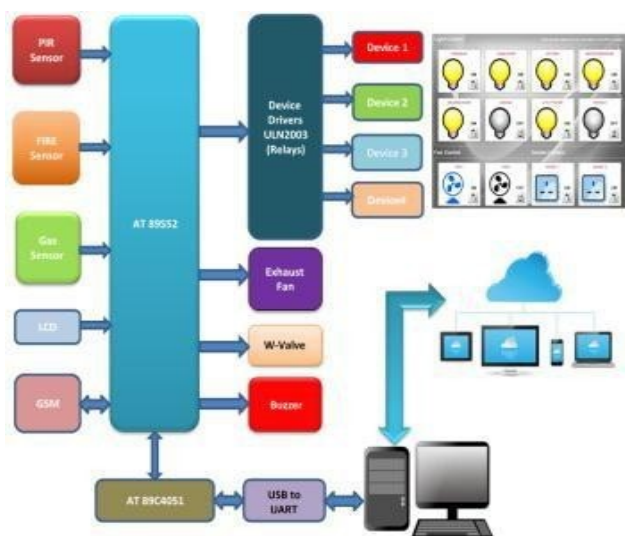 PIR
Sensor
FIRE
Sensor
Gas
Sensor
LCD
GSM
AT 89S52
Device
Drivers
ULN2003
(Relays)
Device 1
Device 2
Device 3
Device4
Exhaust
Fan
W-Valve
Buzzer
AT 89C4051
USB to
UART